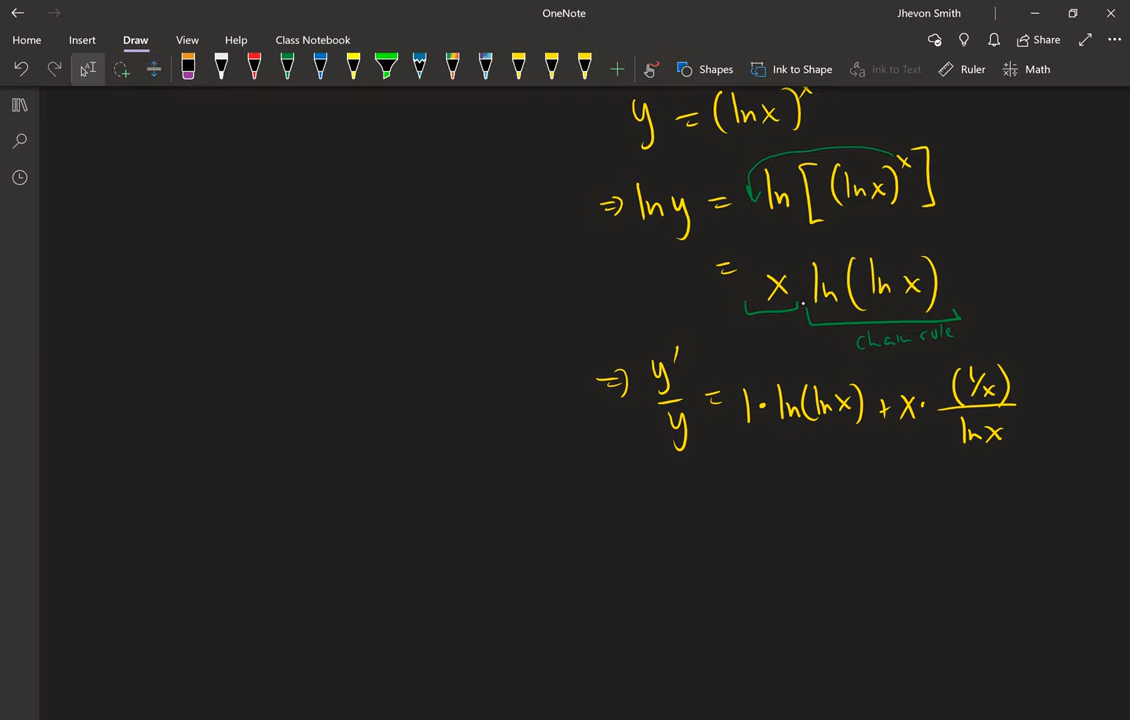 OneNote
Jhevon Smith
Home Insert Draw View Help Class Notebook
Share
Shapes Ink to Shape Ink to Text Ruler Math
y = (ln x)^x
⇒ ln y = ln [(ln x)^x]
= x · ln (ln x)
chain rule
⇒ y'/y = 1 · ln(ln x) + x · (1/x)/ln x